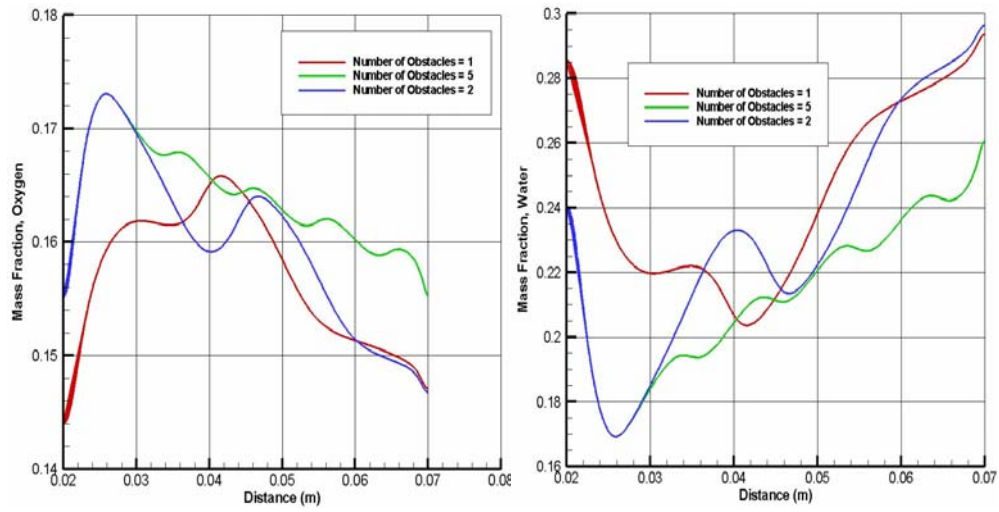 0.18
0.17
0.16
0.15
0.14
Mass Fraction, Oxygen
Number of Obstacles = 1
Number of Obstacles = 5
Number of Obstacles = 2
0.02 0.03 0.04 0.05 0.06 0.07 0.08
Distance (m)
0.3
0.28
0.26
0.24
0.22
0.2
0.18
0.16
Mass Fraction, Water
Number of Obstacles = 1
Number of Obstacles = 5
Number of Obstacles = 2
0.02 0.03 0.04 0.05 0.06 0.07
Distance (m)